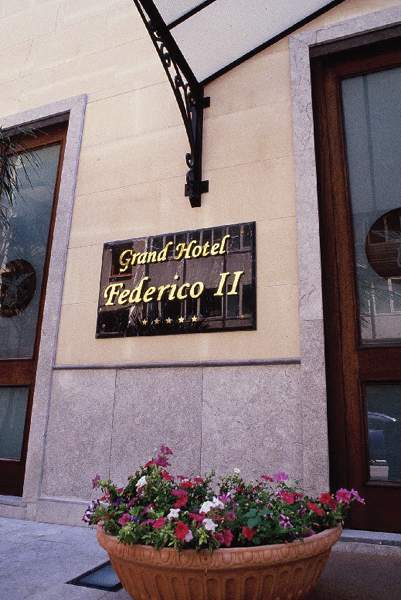 Grand Hotel
Federico II
★★★★★